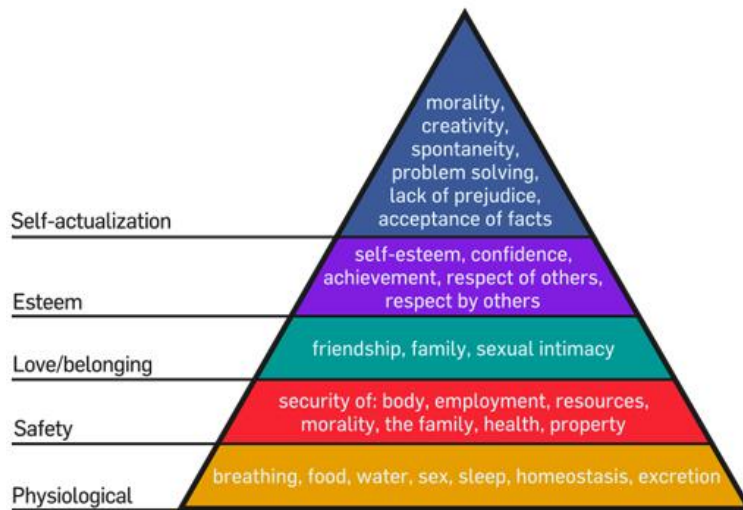 morality,
creativity,
spontaneity,
problem solving,
lack of prejudice,
acceptance of facts
Self-actualization
self-esteem, confidence,
achievement, respect of others,
respect by others
Esteem
friendship, family, sexual intimacy
Love/belonging
security of: body, employment, resources,
morality, the family, health, property
Safety
breathing, food, water, sex, sleep, homeostasis, excretion
Physiological